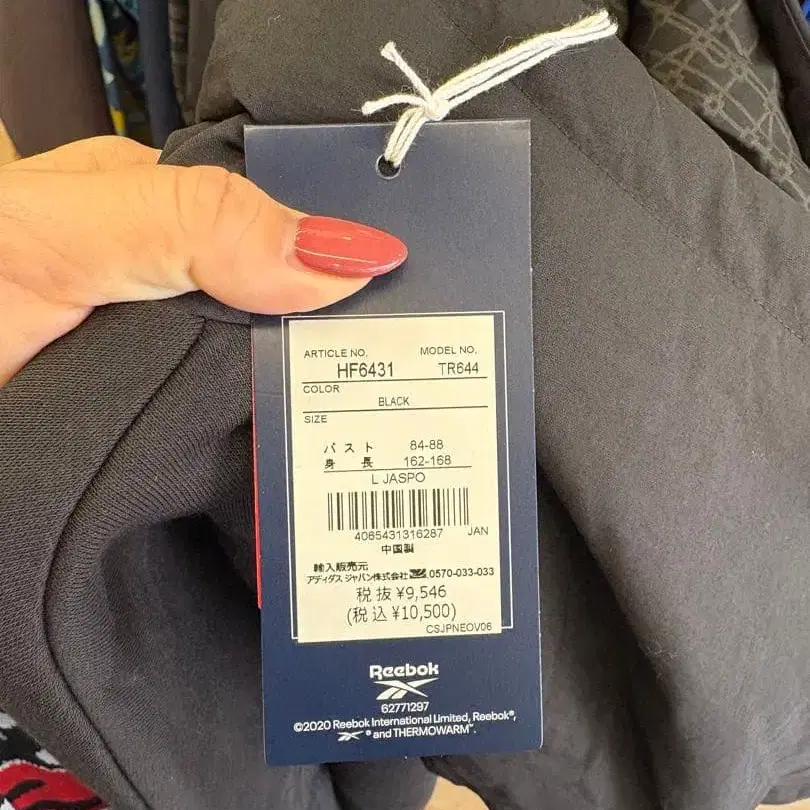 ARTICLE NO. MODEL NO.
HF6431 TR644
COLOR
BLACK
SIZE
バスト 84-88
身長 162-168
L JASPO
4065431316287 JAN
中国製
輸入販売元
アディダス ジャパン株式会社 0570-033-033
税抜 ¥9,546
(税込 ¥10,500)
CSJPNEOV06
Reebok
62771297
©2020 Reebok International Limited, Reebok®,
® and THERMOWARM™.